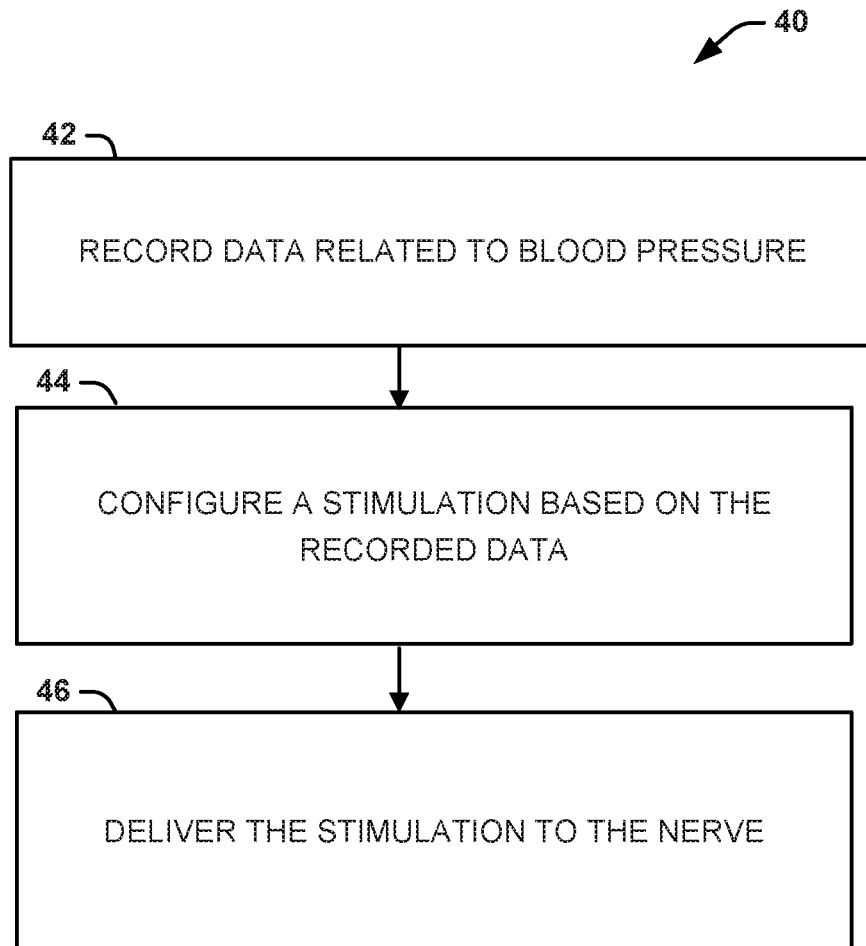 40
42
RECORD DATA RELATED TO BLOOD PRESSURE
44
CONFIGURE A STIMULATION BASED ON THE
RECORDED DATA
46
DELIVER THE STIMULATION TO THE NERVE